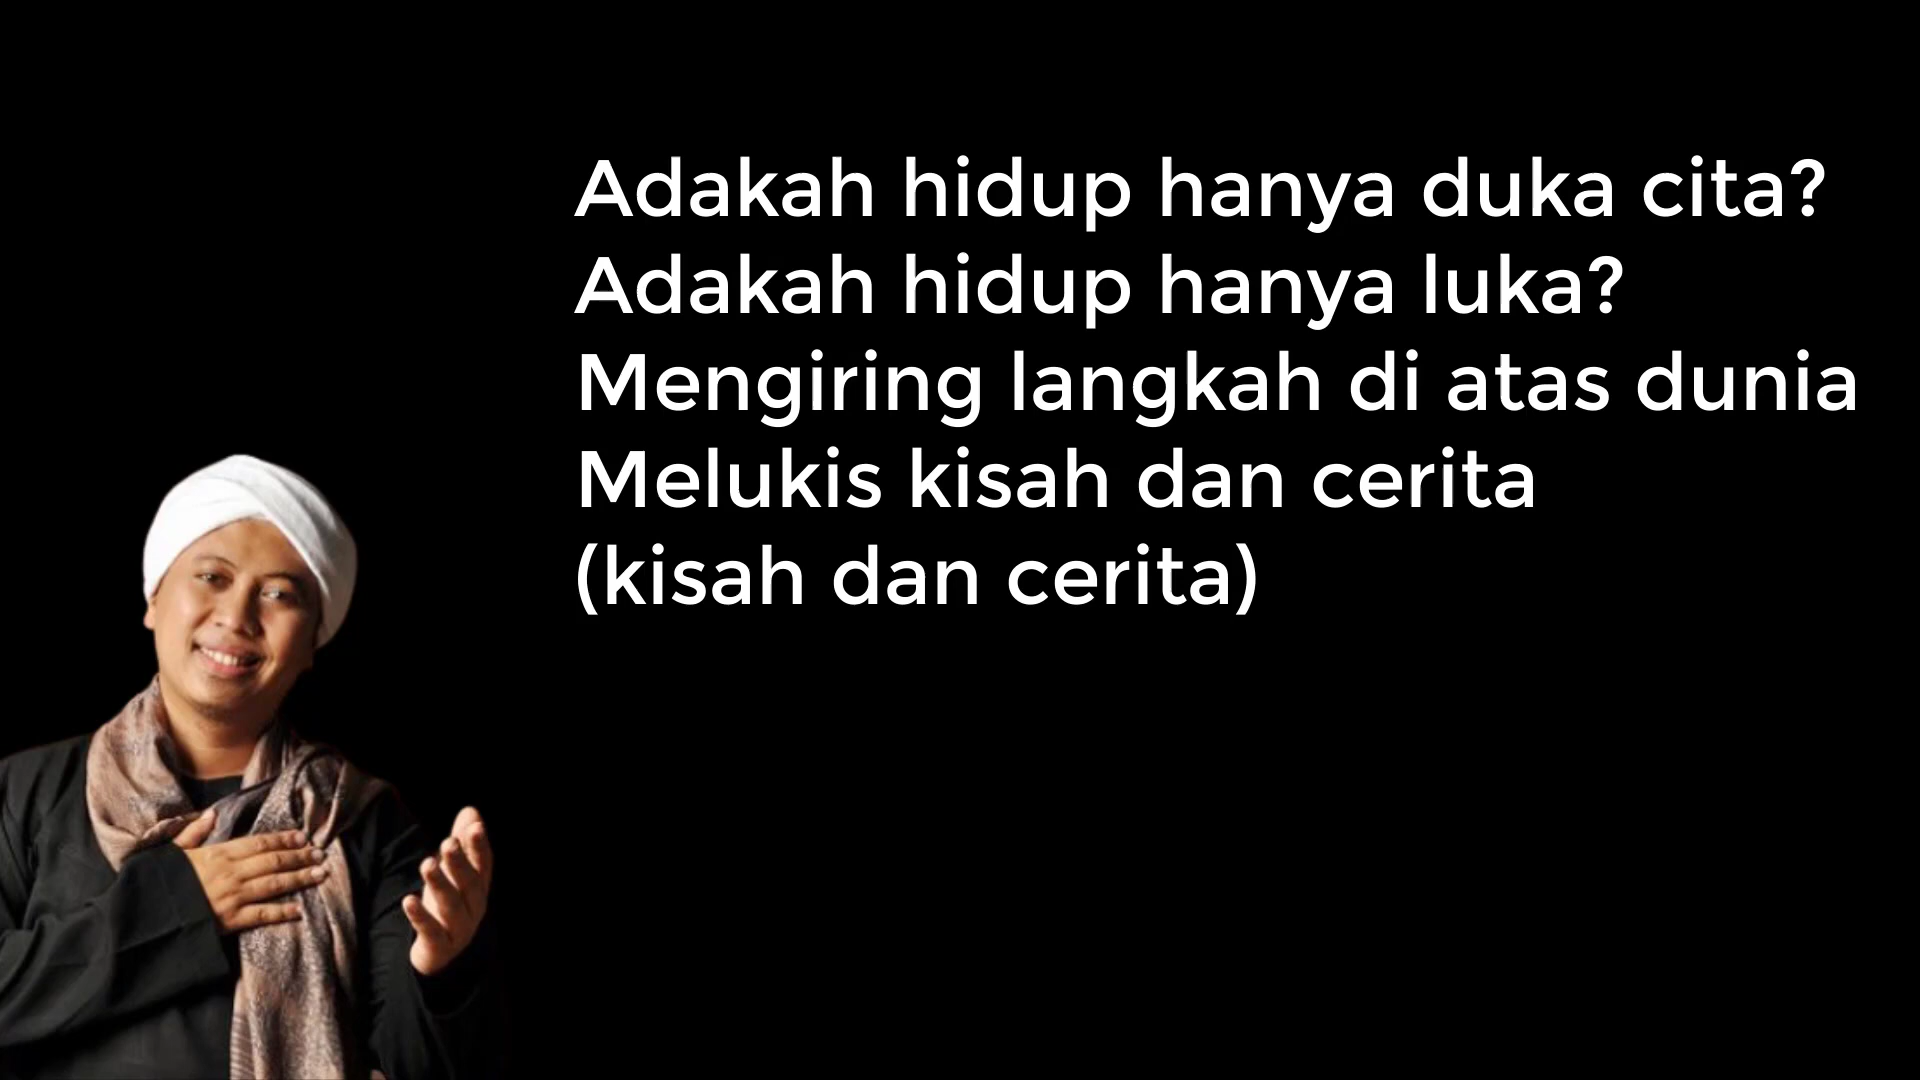 Adakah hidup hanya duka cita?
Adakah hidup hanya luka?
Mengiring langkah di atas dunia
Melukis kisah dan cerita
(kisah dan cerita)